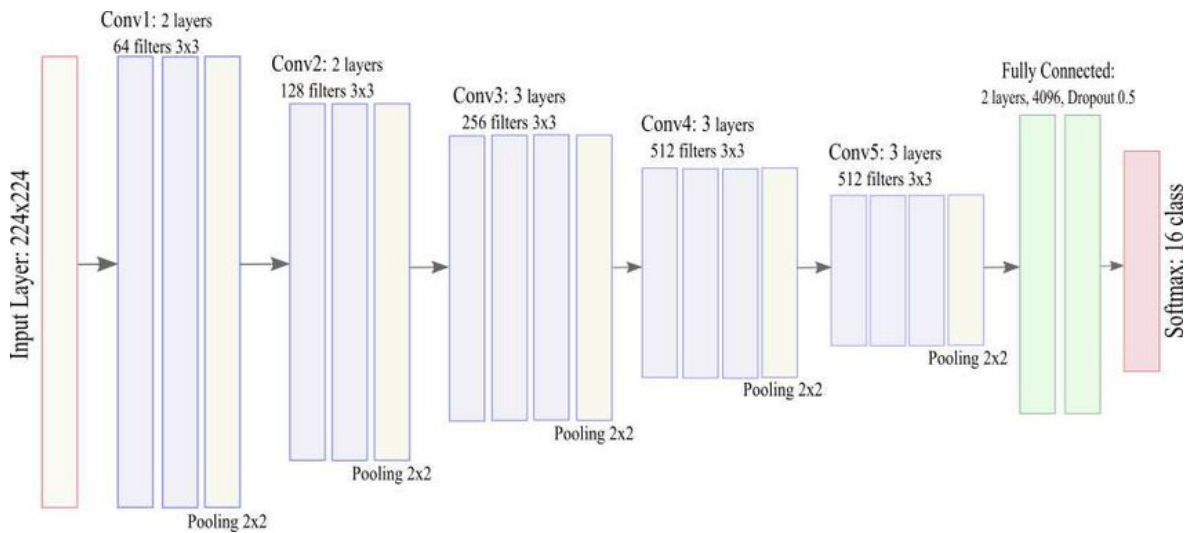 Input Layer: 224x224
Conv1: 2 layers
64 filters 3x3
Pooling 2x2
Conv2: 2 layers
128 filters 3x3
Pooling 2x2
Conv3: 3 layers
256 filters 3x3
Pooling 2x2
Conv4: 3 layers
512 filters 3x3
Pooling 2x2
Conv5: 3 layers
512 filters 3x3
Pooling 2x2
Fully Connected:
2 layers, 4096, Dropout 0.5
Softmax: 16 class